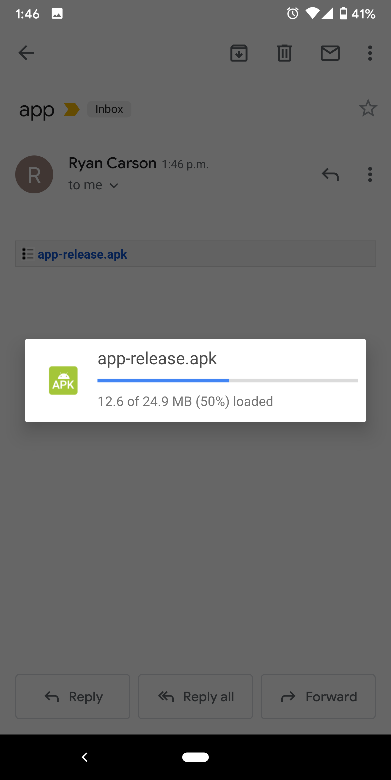 1:46 41%
app Inbox
R
Ryan Carson 1:46 p.m.
to me
app-release.apk
app-release.apk
APK
12.6 of 24.9 MB (50%) loaded
Reply Reply all Forward